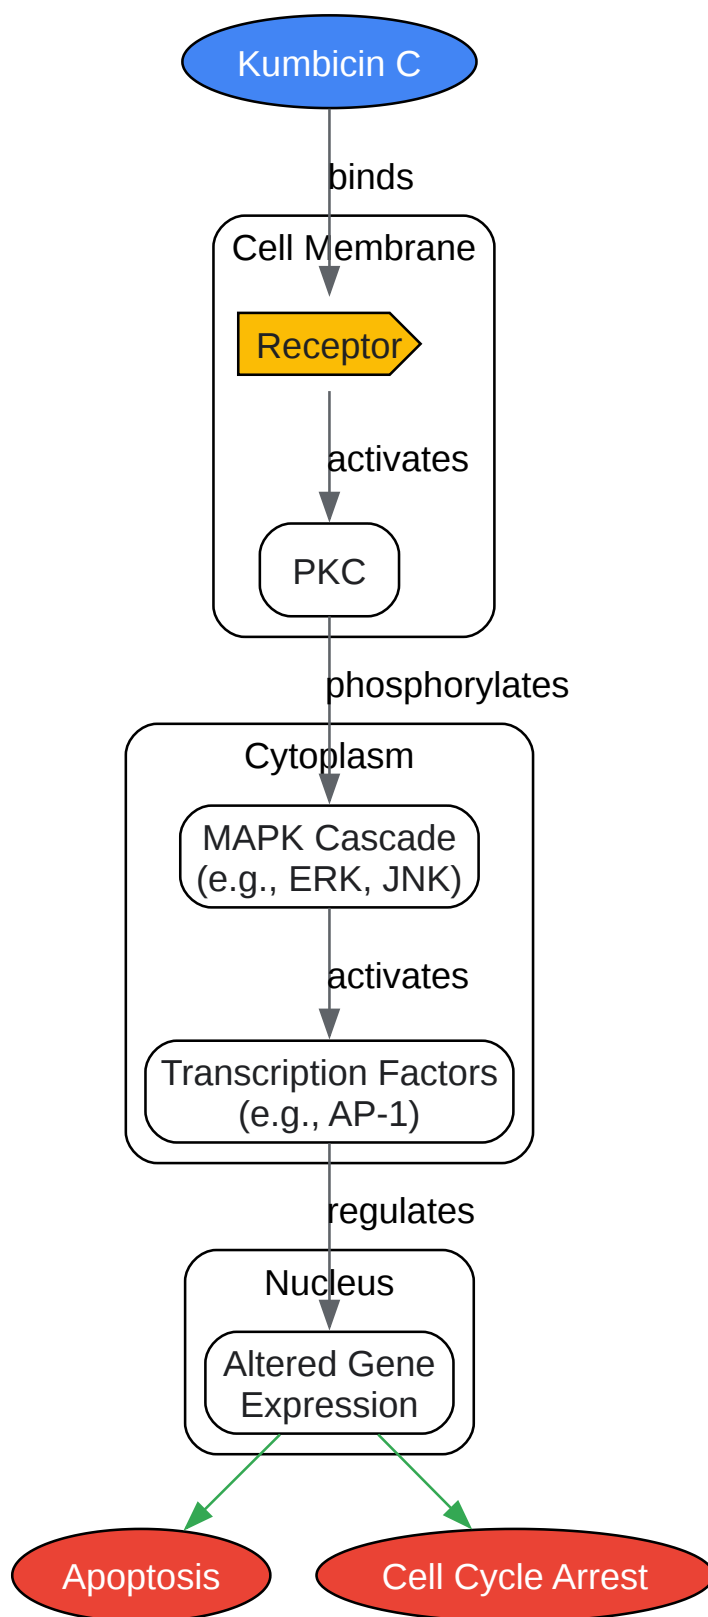 Kumbicin C
binds
Cell Membrane
Receptor
activates
PKC
phosphorylates
Cytoplasm
MAPK Cascade
(e.g., ERK, JNK)
activates
Transcription Factors
(e.g., AP-1)
regulates
Nucleus
Altered Gene
Expression
Apoptosis
Cell Cycle Arrest